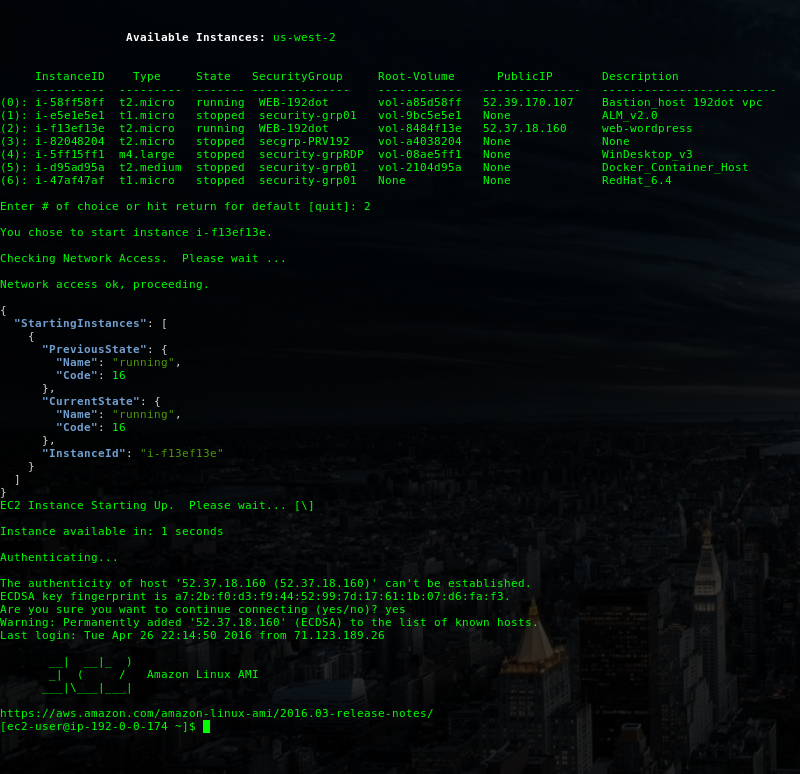 Available Instances: us-west-2
InstanceID Type State SecurityGroup Root-Volume PublicIP Description
---------- --------- ------- -------------- ------------ -------------- -------------------------
(0): i-58ff58ff t2.micro running WEB-192dot vol-a85d58ff 52.39.170.107 Bastion_host 192dot vpc
(1): i-e5e1e5e1 t1.micro stopped security-grp01 vol-9bc5e5e1 None ALM_v2.0
(2): i-f13ef13e t2.micro running WEB-192dot vol-8484f13e 52.37.18.160 web-wordpress
(3): i-82048204 t2.micro stopped secgrp-PRV192 vol-a4038204 None None
(4): i-5ff15ff1 m4.large stopped security-grpRDP vol-08ae5ff1 None WinDesktop_v3
(5): i-d95ad95a t2.medium stopped security-grp01 vol-2104d95a None Docker_Container_Host
(6): i-47af47af t1.micro stopped security-grp01 None None RedHat_6.4
Enter # of choice or hit return for default [quit]: 2
You chose to start instance i-f13ef13e.
Checking Network Access.  Please wait ...
Network access ok, proceeding.
{
  "StartingInstances": [
    {
      "PreviousState": {
        "Name": "running",
        "Code": 16
      },
      "CurrentState": {
        "Name": "running",
        "Code": 16
      },
      "InstanceId": "i-f13ef13e"
    }
  ]
}
EC2 Instance Starting Up.  Please wait... [\]
Instance available in: 1 seconds
Authenticating...
The authenticity of host '52.37.18.160 (52.37.18.160)' can't be established.
ECDSA key fingerprint is a7:2b:f0:d3:f9:44:52:99:7d:17:61:1b:07:d6:fa:f3.
Are you sure you want to continue connecting (yes/no)? yes
Warning: Permanently added '52.37.18.160' (ECDSA) to the list of known hosts.
Last login: Tue Apr 26 22:14:50 2016 from 71.123.189.26
       __|  __|_  )
       _|  (     /   Amazon Linux AMI
      ___|\___|___|
https://aws.amazon.com/amazon-linux-ami/2016.03-release-notes/
[ec2-user@ip-192-0-0-174 ~]$